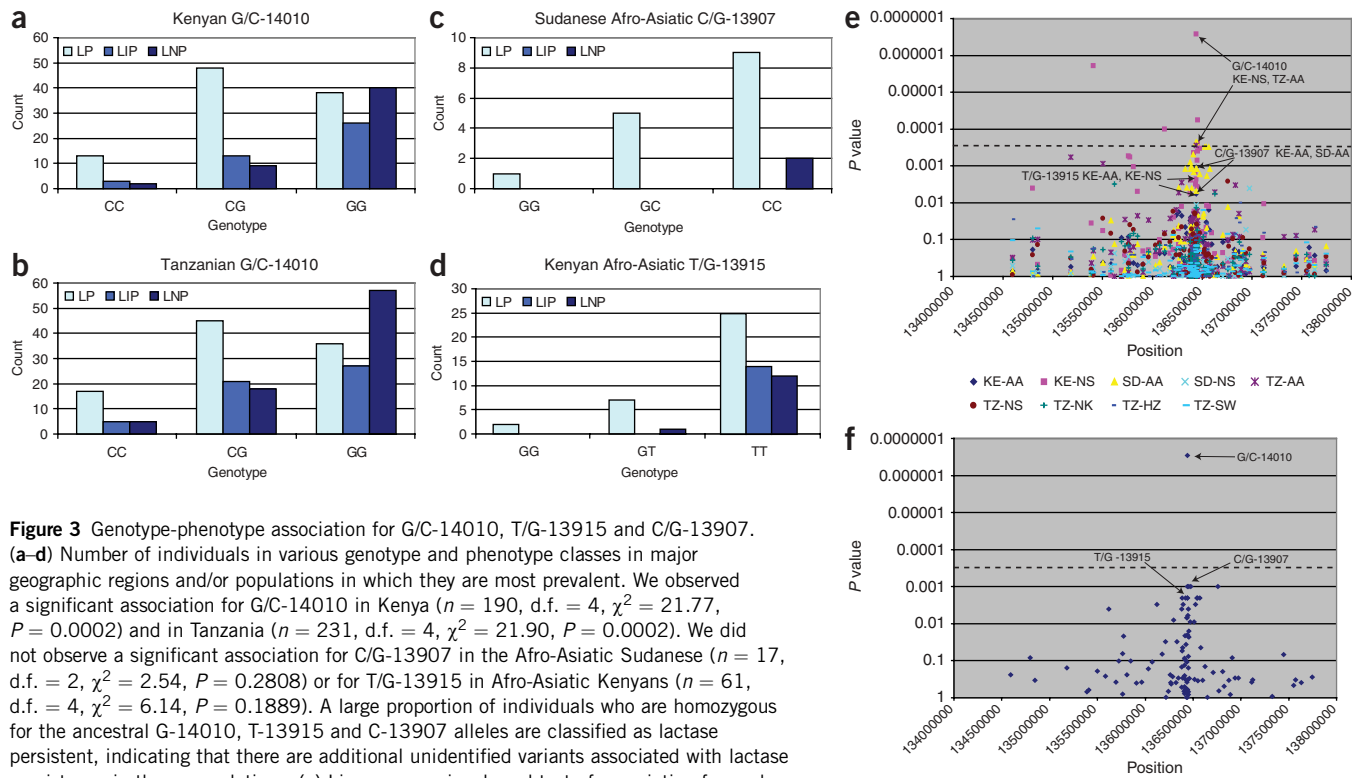 a
Kenyan G/C-14010
60
50
40
30
20
10
0
Count
LP LIP LNP
CC CG GG
Genotype
b
Tanzanian G/C-14010
60
50
40
30
20
10
0
Count
LP LIP LNP
CC CG GG
Genotype
c
Sudanese Afro-Asiatic C/G-13907
10
8
6
4
2
0
Count
LP LIP LNP
GG GC CC
Genotype
d
Kenyan Afro-Asiatic T/G-13915
30
25
20
15
10
5
0
Count
LP LIP LNP
GG GT TT
Genotype
e
0.0000001
0.000001
0.00001
0.0001
0.001
0.01
0.1
1
P value
G/C-14010
KE-NS, TZ-AA
C/G-13907 KE-AA, SD-AA
T/G-13915 KE-AA, KE-NS
134000000 134500000 135000000 135500000 136000000 136500000 137000000 137500000 138000000
Position
KE-AA KE-NS SD-AA SD-NS TZ-AA
TZ-NS TZ-NK TZ-HZ TZ-SW
f
0.0000001
0.000001
0.00001
0.0001
0.001
0.01
0.1
1
P value
G/C-14010
T/G -13915
C/G-13907
134000000 134500000 135000000 135500000 136000000 136500000 137000000 137500000 138000000
Position
Figure 3 Genotype-phenotype association for G/C-14010, T/G-13915 and C/G-13907.
(a–d) Number of individuals in various genotype and phenotype classes in major
geographic regions and/or populations in which they are most prevalent. We observed
a significant association for G/C-14010 in Kenya (n = 190, d.f. = 4, χ² = 21.77,
P = 0.0002) and in Tanzania (n = 231, d.f. = 4, χ² = 21.90, P = 0.0002). We did
not observe a significant association for C/G-13907 in the Afro-Asiatic Sudanese (n = 17,
d.f. = 2, χ² = 2.54, P = 0.2808) or for T/G-13915 in Afro-Asiatic Kenyans (n = 61,
d.f. = 4, χ² = 6.14, P = 0.1889). A large proportion of individuals who are homozygous
for the ancestral G-14010, T-13915 and C-13907 alleles are classified as lactase
persistent, indicating that there are additional unidentified variants associated with lactase